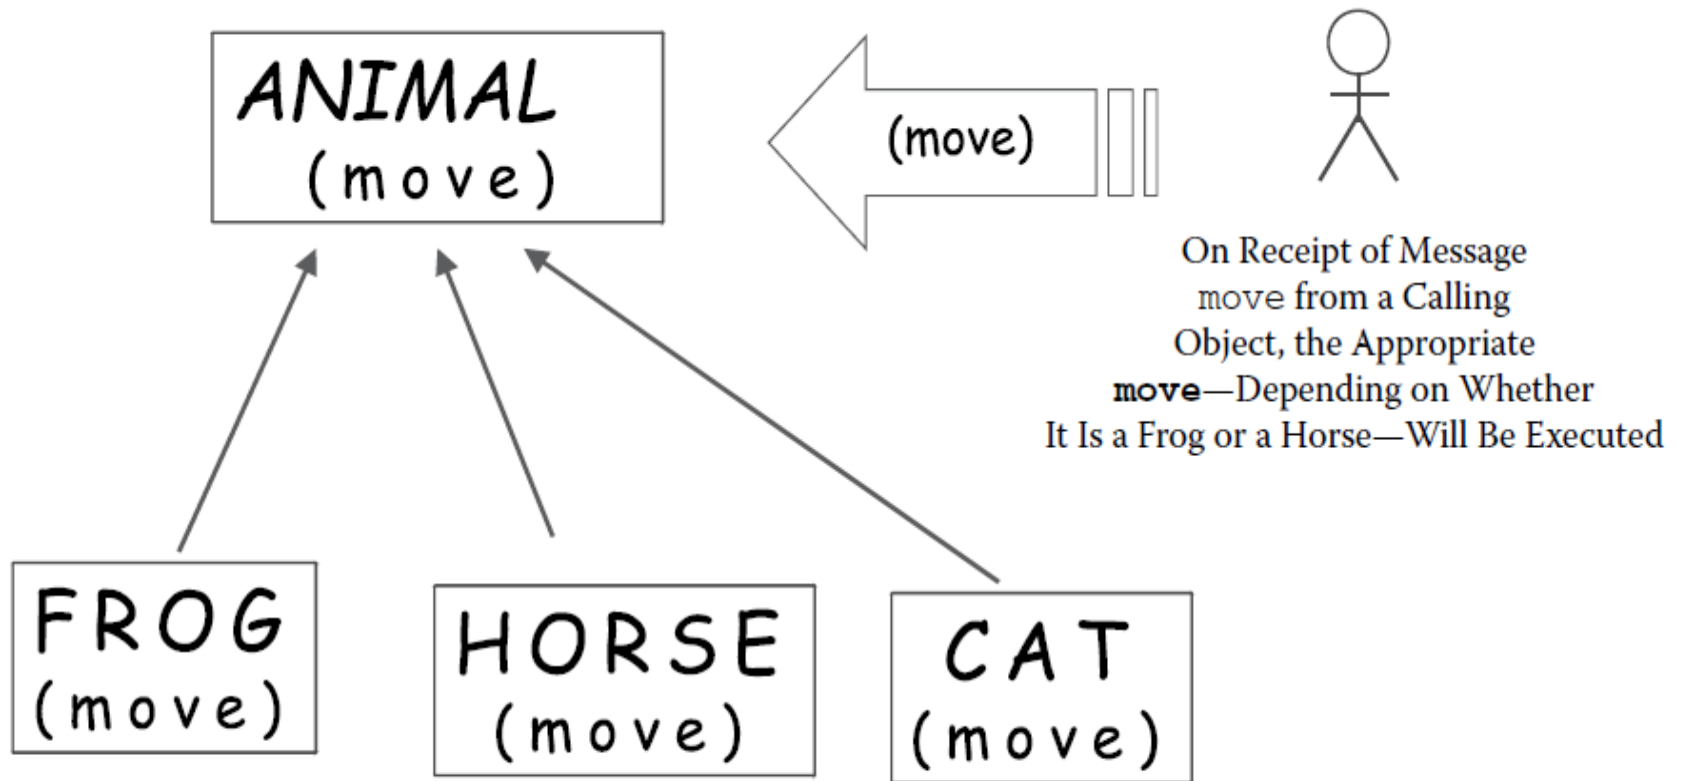 ANIMAL
(move)
(move)
On Receipt of Message
move from a Calling
Object, the Appropriate
move—Depending on Whether
It Is a Frog or a Horse—Will Be Executed
FROG
(move)
HORSE
(move)
CAT
(move)